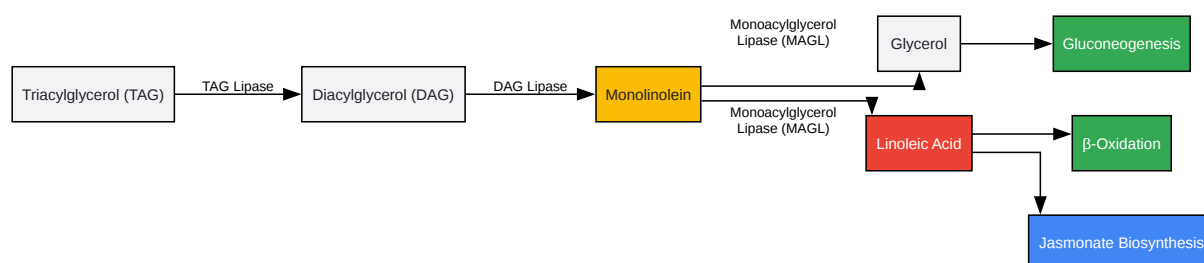 Monoacylglycerol
Lipase (MAGL)
Glycerol
Gluconeogenesis
Triacylglycerol (TAG)
TAG Lipase
Diacylglycerol (DAG)
DAG Lipase
Monolinolein
Monoacylglycerol
Lipase (MAGL)
Linoleic Acid
β-Oxidation
Jasmonate Biosynthesis